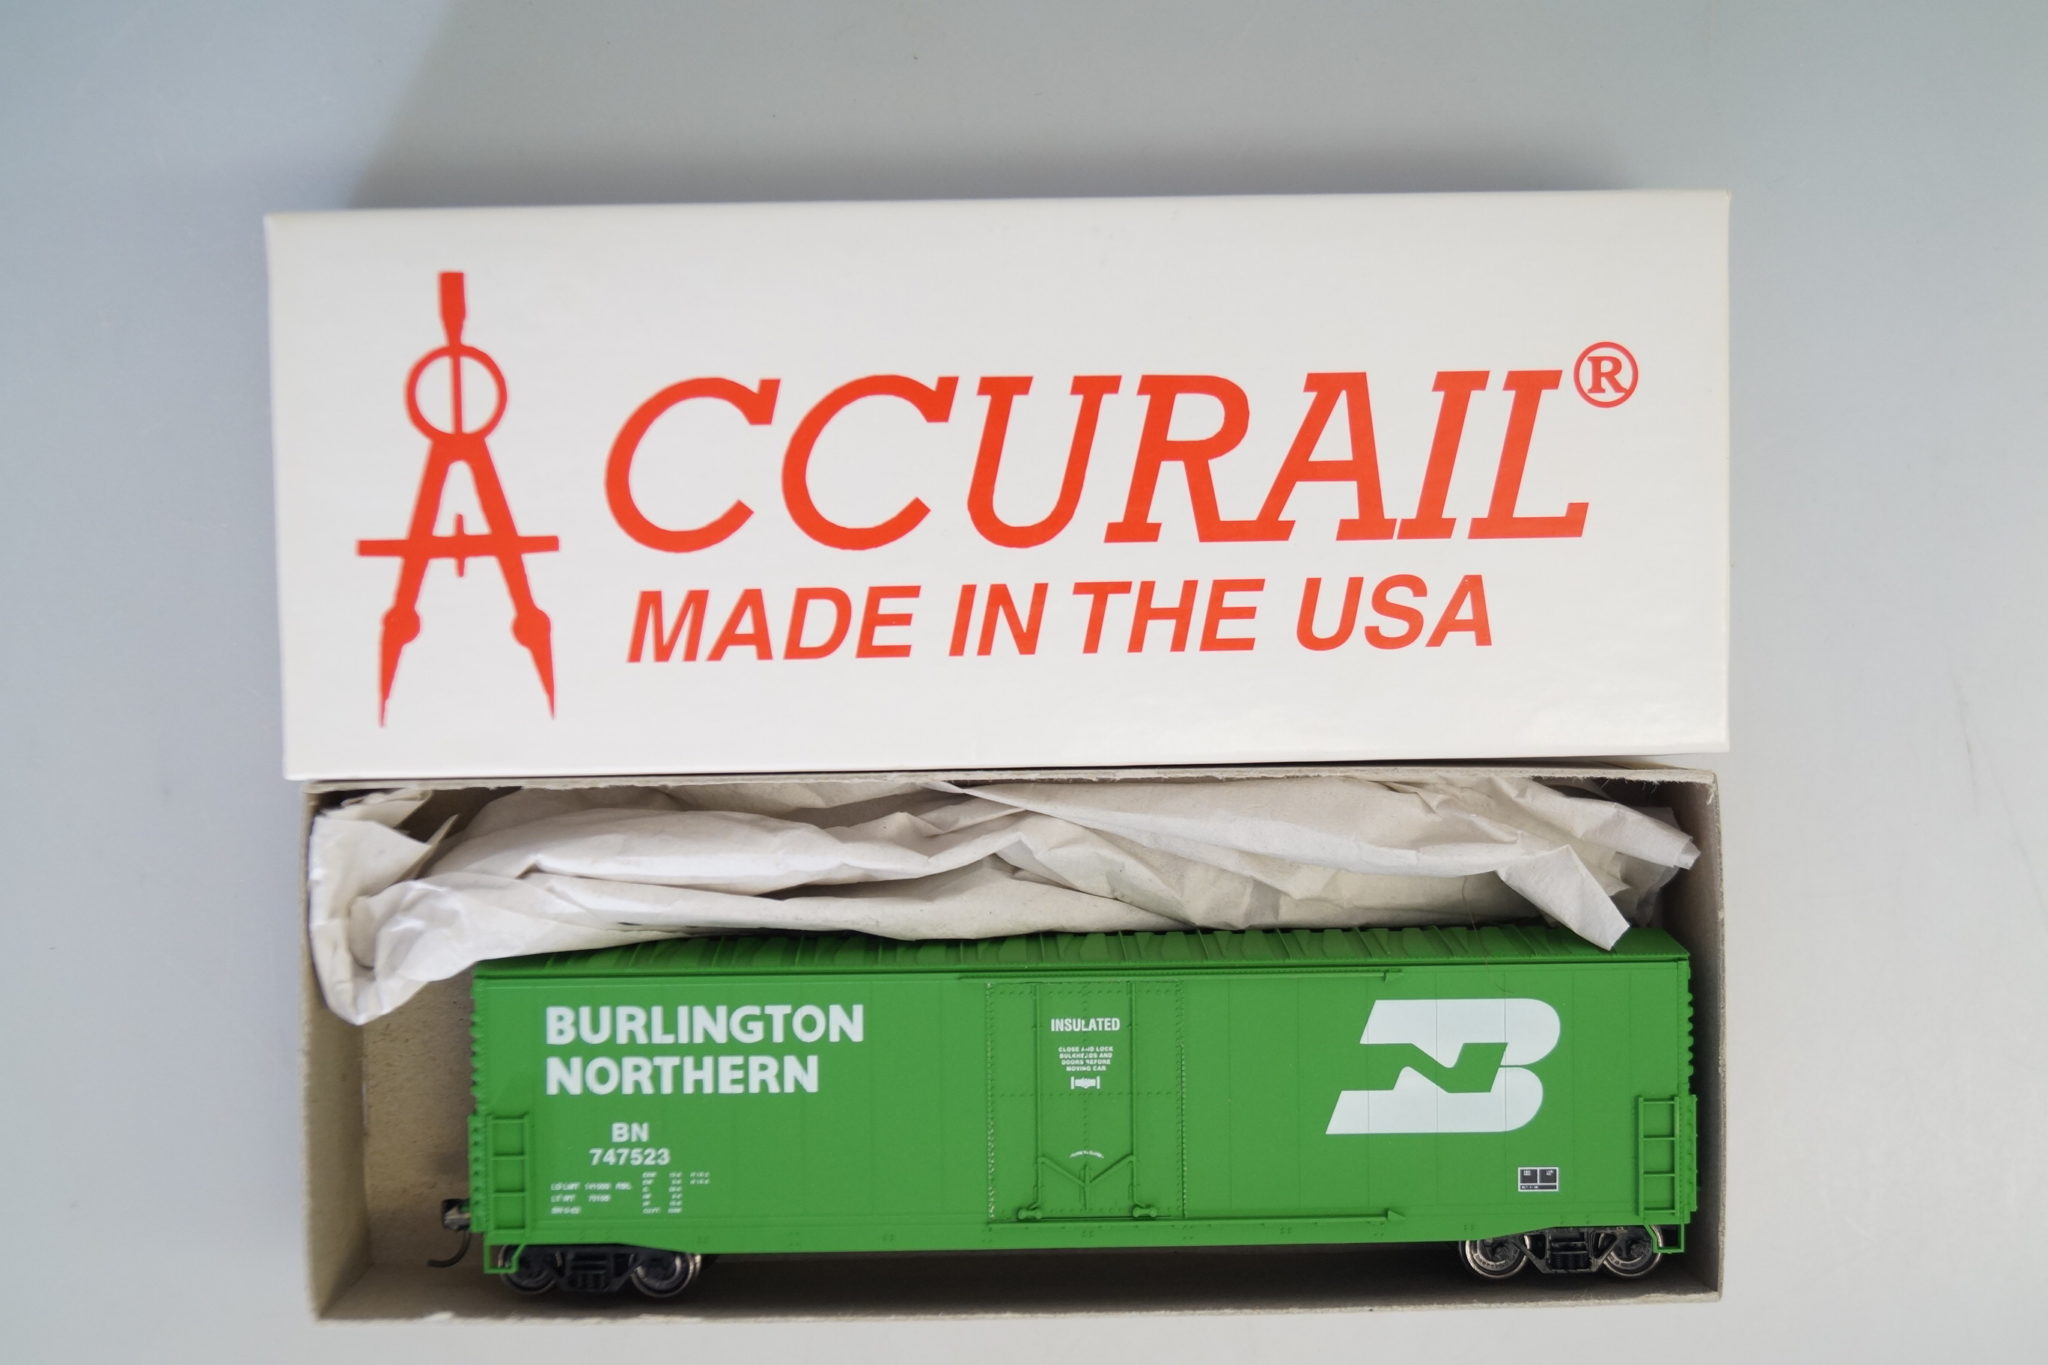 ACCURAIL®
MADE IN THE USA
BURLINGTON
NORTHERN
BN
747523
INSULATED
CLOSE AND LOCK
BULKHEADS AND
DOORS BEFORE
MOVING CAR